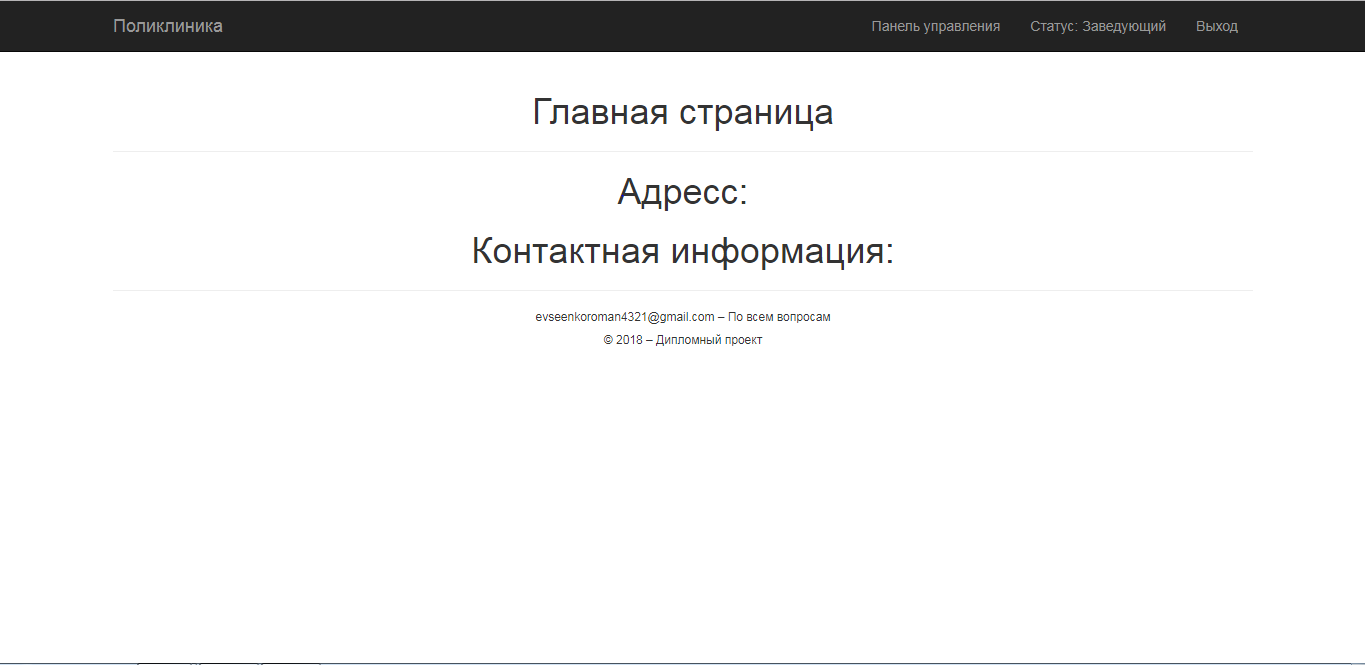 Поликлиника Панель управления Статус: Заведующий Выход
Главная страница
Адресс:
Контактная информация:
evseenkoroman4321@gmail.com – По всем вопросам
© 2018 – Дипломный проект